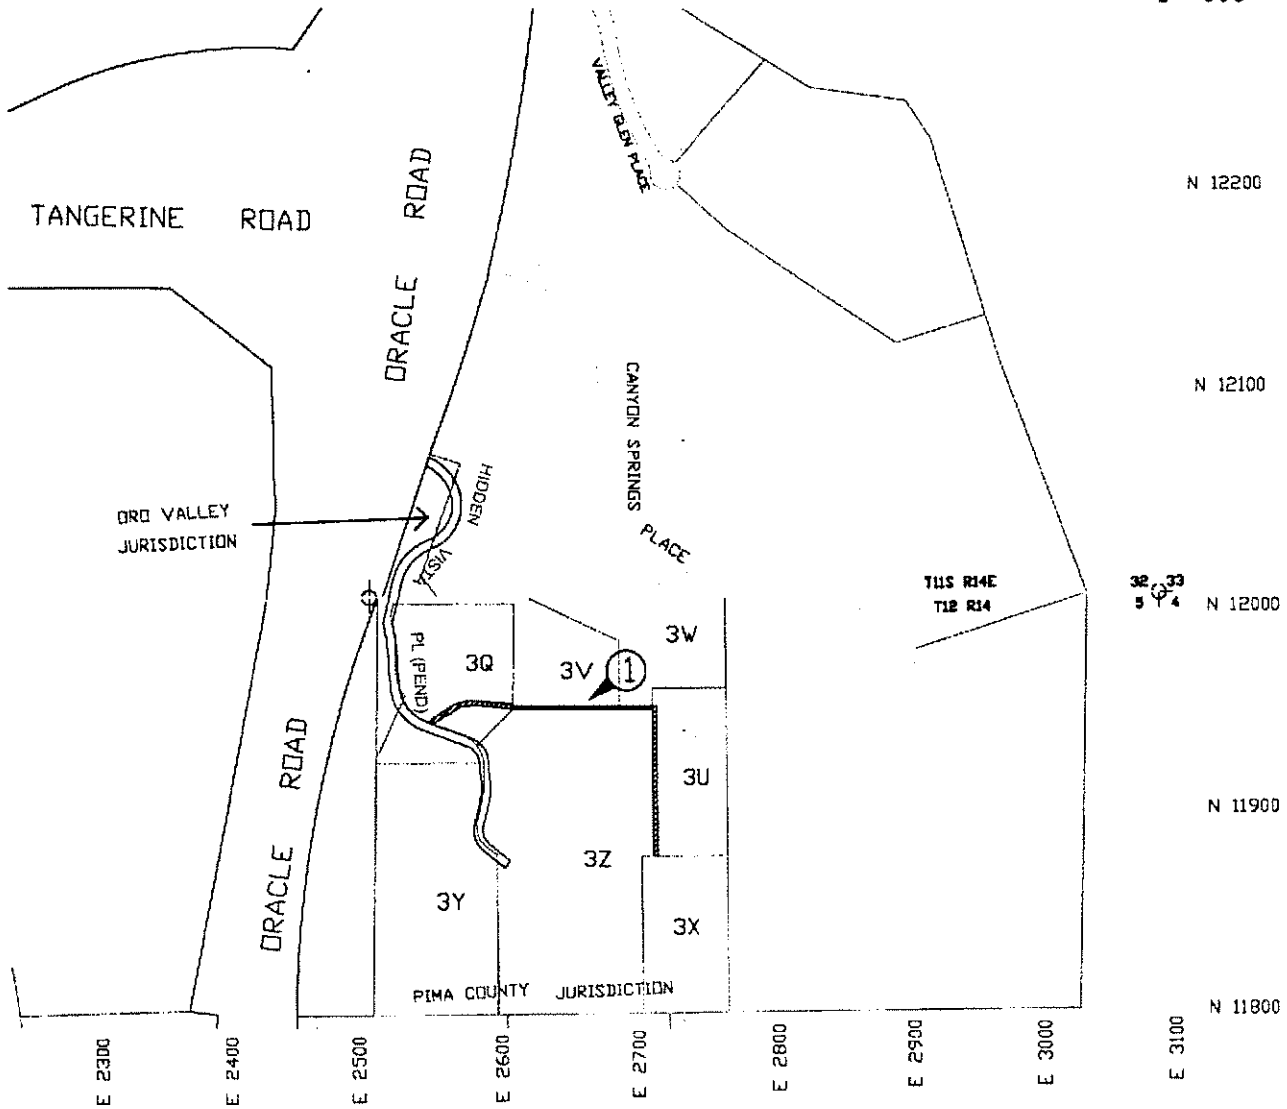 VALLEY GLEN PLACE
N 12200
TANGERINE ROAD
ORACLE ROAD
N 12100
CANYON SPRINGS
PLACE
HIDDEN
VISTA
ORO VALLEY
JURISDICTION
T11S R14E
T12 R14
32 33
5 4
N 12000
3W
3Q
3V
1
PL (PEND)
3U
N 11900
ORACLE ROAD
3Z
3Y
3X
PIMA COUNTY JURISDICTION
N 11800
E 2300
E 2400
E 2500
E 2600
E 2700
E 2800
E 2900
E 3000
E 3100